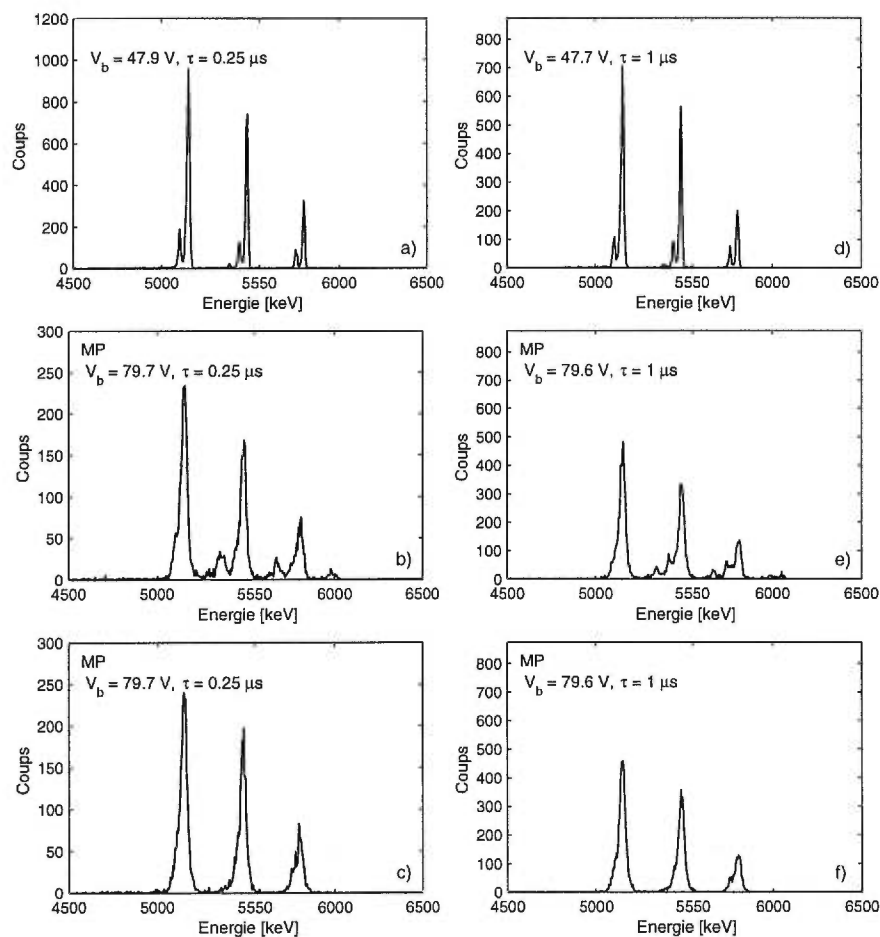 1200
1000
800
600
400
200
0
Coups
V_b = 47.9 V, τ = 0.25 μs
a)
4500 5000 5550 6000 6500
Energie [keV]
800
700
600
500
400
300
200
100
0
Coups
V_b = 47.7 V, τ = 1 μs
d)
4500 5000 5550 6000 6500
Energie [keV]
300
250
200
150
100
50
0
Coups
MP
V_b = 79.7 V, τ = 0.25 μs
b)
4500 5000 5550 6000 6500
Energie [keV]
800
700
600
500
400
300
200
100
0
Coups
MP
V_b = 79.6 V, τ = 1 μs
e)
4500 5000 5550 6000 6500
Energie [keV]
300
250
200
150
100
50
0
Coups
MP
V_b = 79.7 V, τ = 0.25 μs
c)
4500 5000 5550 6000 6500
Energie [keV]
800
700
600
500
400
300
200
100
0
Coups
MP
V_b = 79.6 V, τ = 1 μs
f)
4500 5000 5550 6000 6500
Energie [keV]